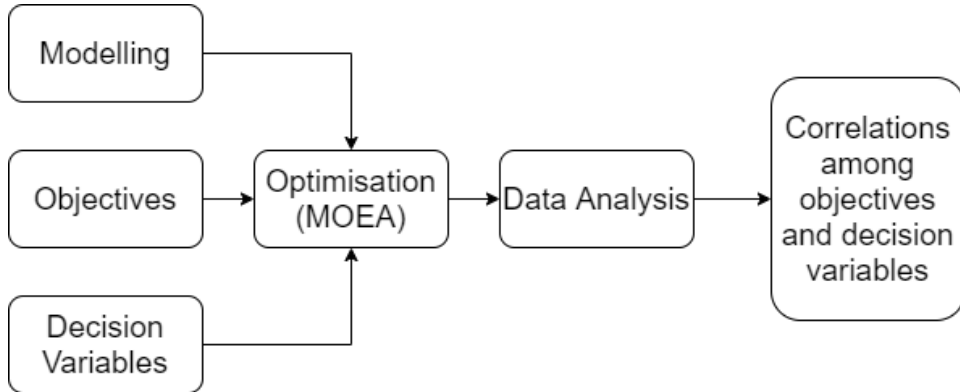 Modelling
Objectives
Decision
Variables
Optimisation
(MOEA)
Data Analysis
Correlations
among
objectives
and decision
variables